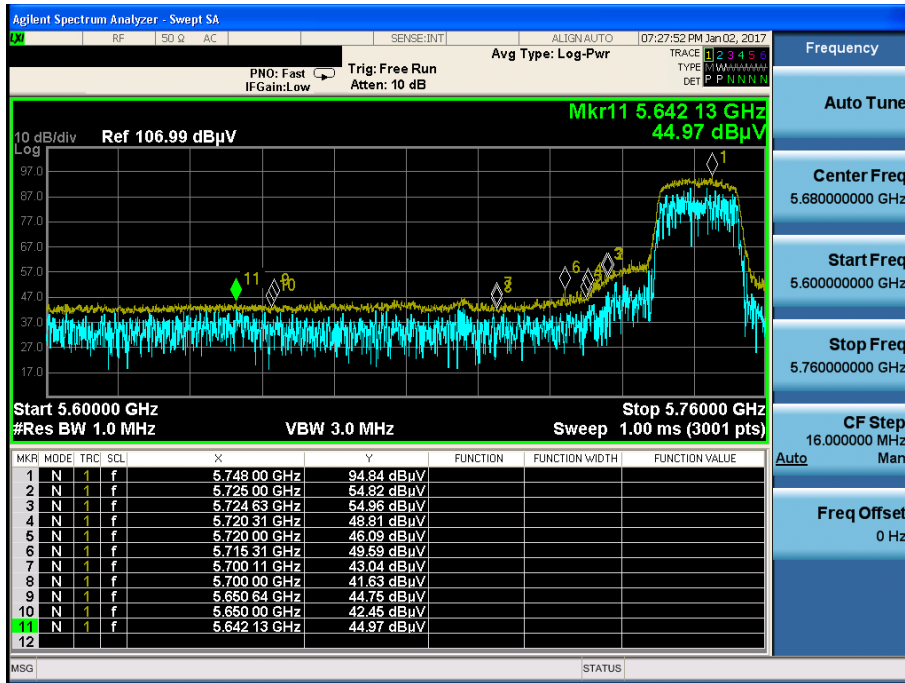 Agilent Spectrum Analyzer - Swept SA
LXI RF 50 Ω AC SENSE:INT ALIGN AUTO 07:27:52 PM Jan 02, 2017
Avg Type: Log-Pwr TRACE 1 2 3 4 5 6
PNO: Fast Trig: Free Run TYPE M W W W W W
IFGain:Low Atten: 10 dB DET P P N N N N
Mkr11 5.642 13 GHz
44.97 dBµV
10 dB/div Ref 106.99 dBµV
Log
97.0
87.0
77.0
67.0
57.0
47.0
37.0
27.0
17.0
1
3
6
11
9
10
7
8
Start 5.60000 GHz Stop 5.76000 GHz
#Res BW 1.0 MHz VBW 3.0 MHz Sweep 1.00 ms (3001 pts)
MKR MODE TRC SCL X Y FUNCTION FUNCTION WIDTH FUNCTION VALUE
1 N 1 f 5.748 00 GHz 94.84 dBµV
2 N 1 f 5.725 00 GHz 54.82 dBµV
3 N 1 f 5.724 63 GHz 54.96 dBµV
4 N 1 f 5.720 31 GHz 48.81 dBµV
5 N 1 f 5.720 00 GHz 46.09 dBµV
6 N 1 f 5.715 31 GHz 49.59 dBµV
7 N 1 f 5.700 11 GHz 43.04 dBµV
8 N 1 f 5.700 00 GHz 41.63 dBµV
9 N 1 f 5.650 64 GHz 44.75 dBµV
10 N 1 f 5.650 00 GHz 42.45 dBµV
11 N 1 f 5.642 13 GHz 44.97 dBµV
12
MSG STATUS
Frequency
Auto Tune
Center Freq
5.680000000 GHz
Start Freq
5.600000000 GHz
Stop Freq
5.760000000 GHz
CF Step
16.000000 MHz
Auto Man
Freq Offset
0 Hz